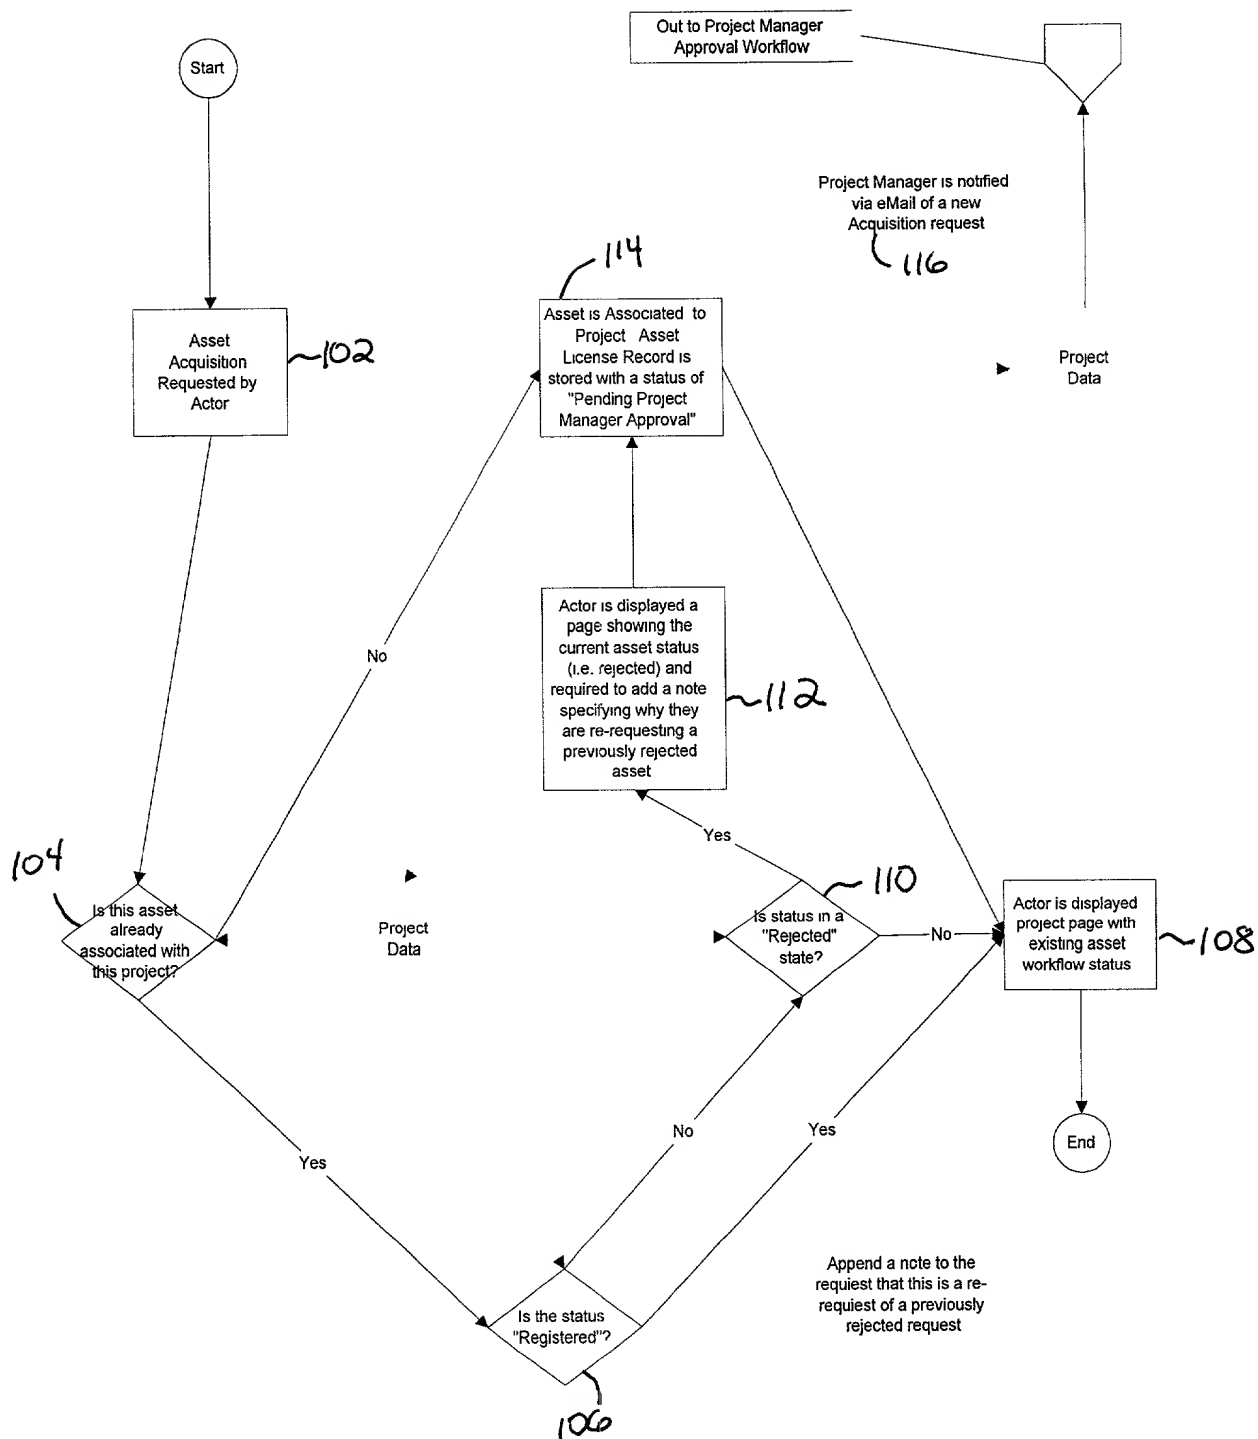 Out to Project Manager
Approval Workflow
Start
Project Manager is notified
via eMail of a new
Acquisition request
116
114
Asset is Associated to
Project Asset
License Record is
stored with a status of
"Pending Project
Manager Approval"
Asset
Acquisition
Requested by
Actor
102
Project
Data
No
Actor is displayed a
page showing the
current asset status
(i.e. rejected) and
required to add a note
specifying why they
are re-requesting a
previously rejected
asset
112
Yes
104
Is this asset
already
associated with
this project?
Project
Data
110
Is status in a
"Rejected"
state?
No
Actor is displayed
project page with
existing asset
workflow status
108
No
Yes
End
Yes
Is the status
"Registered"?
106
Append a note to the
requiest that this is a re-
requiest of a previously
rejected request